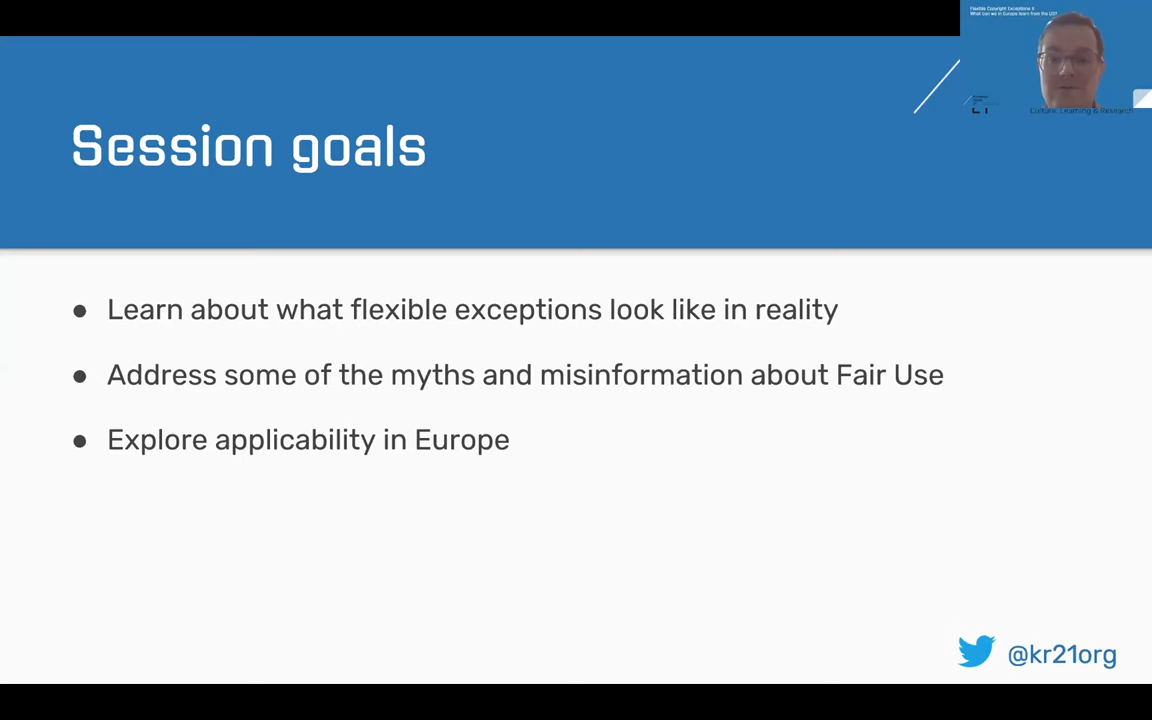 Flexible Copyright Exceptions II
What can we in Europe learn from the US?
Culture, Learning & Research
Session goals
● Learn about what flexible exceptions look like in reality
● Address some of the myths and misinformation about Fair Use
● Explore applicability in Europe
@kr21org